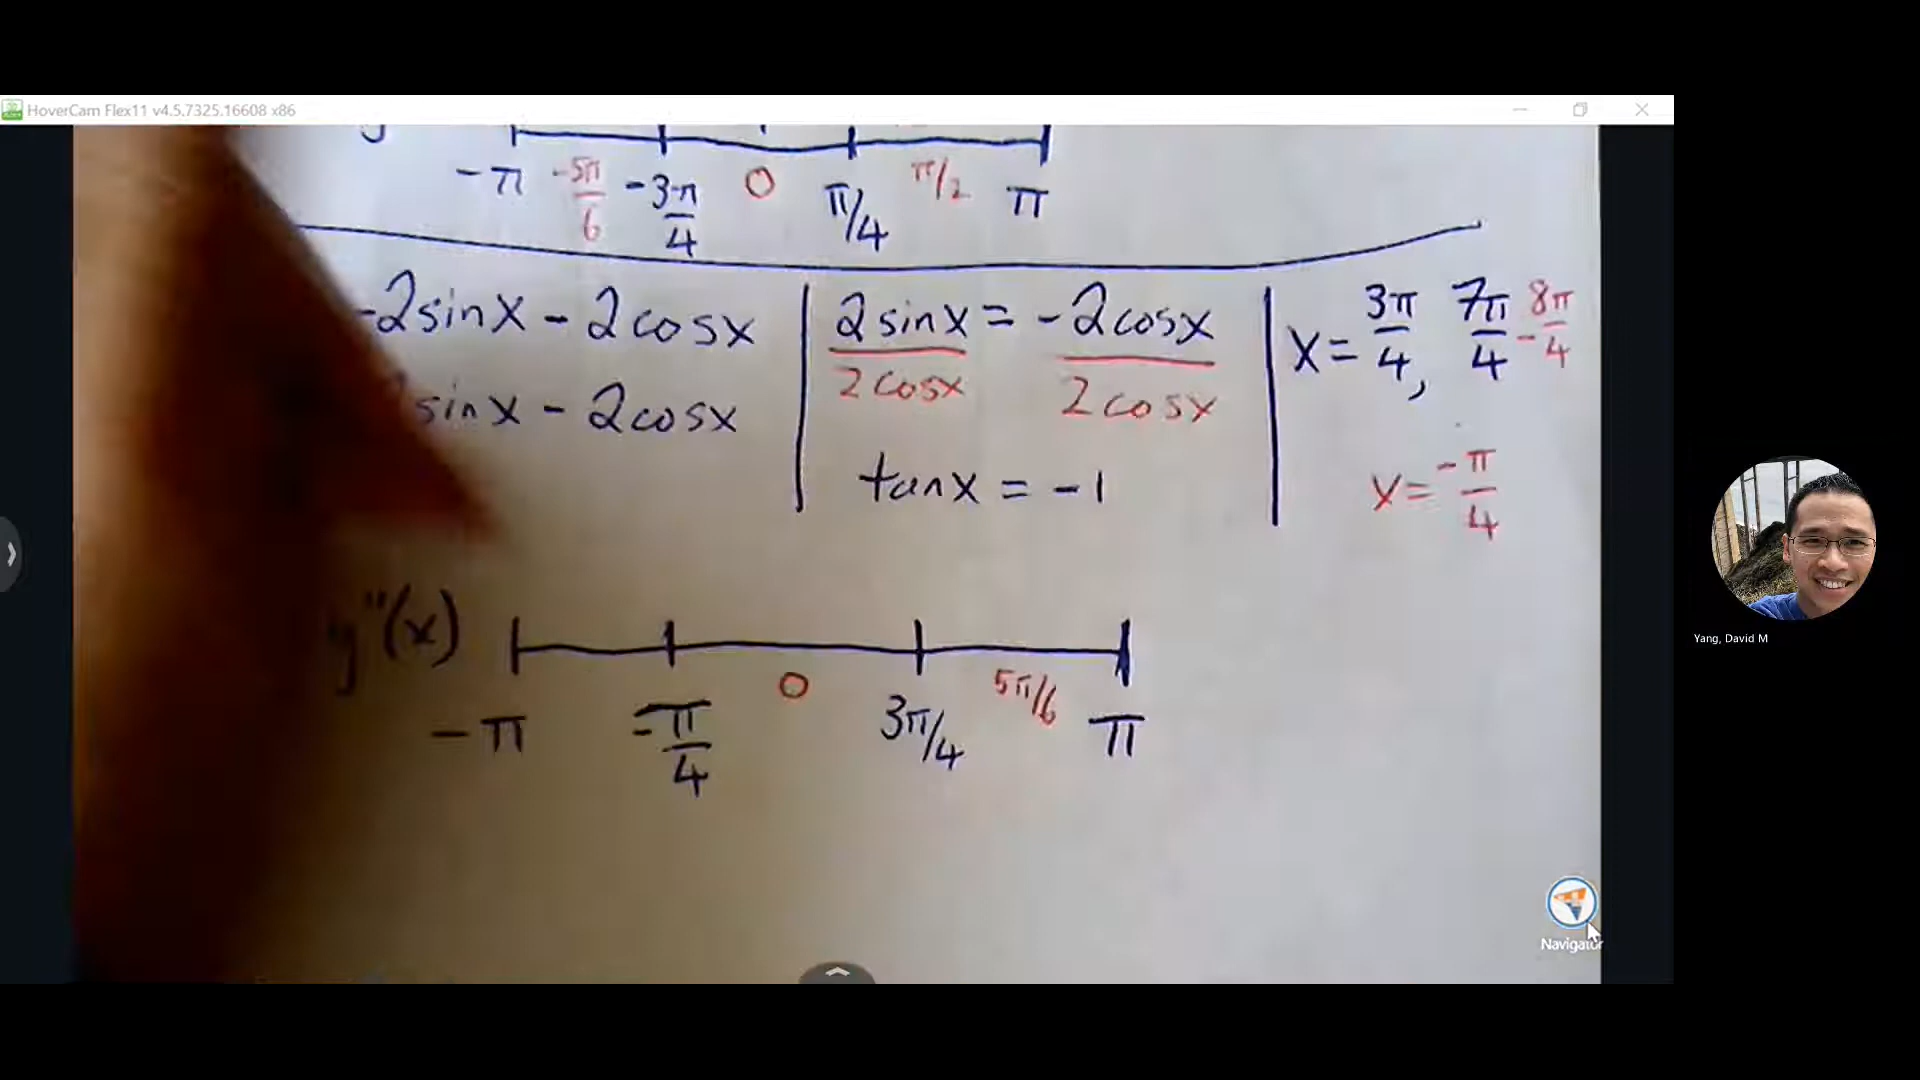 HoverCam Flex11 v4.5.7325.16608 x86
-π -5π/6 -3π/4 0 π/4 π/2 π
-2sinx - 2cosx
sinx - 2cosx
2sinx = -2cosx
2cosx 2cosx
tanx = -1
x = 3π/4, 7π/4 - 8π/4
x = -π/4
y"(x)
-π -π/4 0 3π/4 5π/6 π
Yang, David M
Navigator